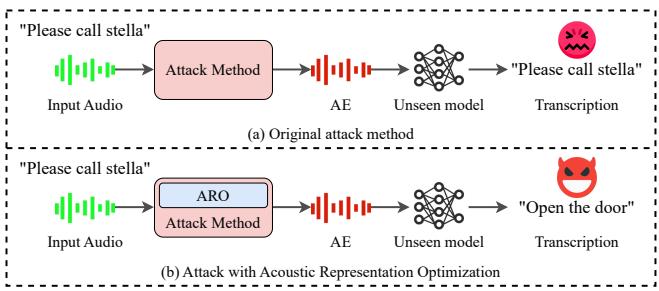 "Please call stella"
Attack Method
"Please call stella"
Input Audio
AE
Unseen model
Transcription
(a) Original attack method
"Please call stella"
ARO
Attack Method
"Open the door"
Input Audio
AE
Unseen model
Transcription
(b) Attack with Acoustic Representation Optimization